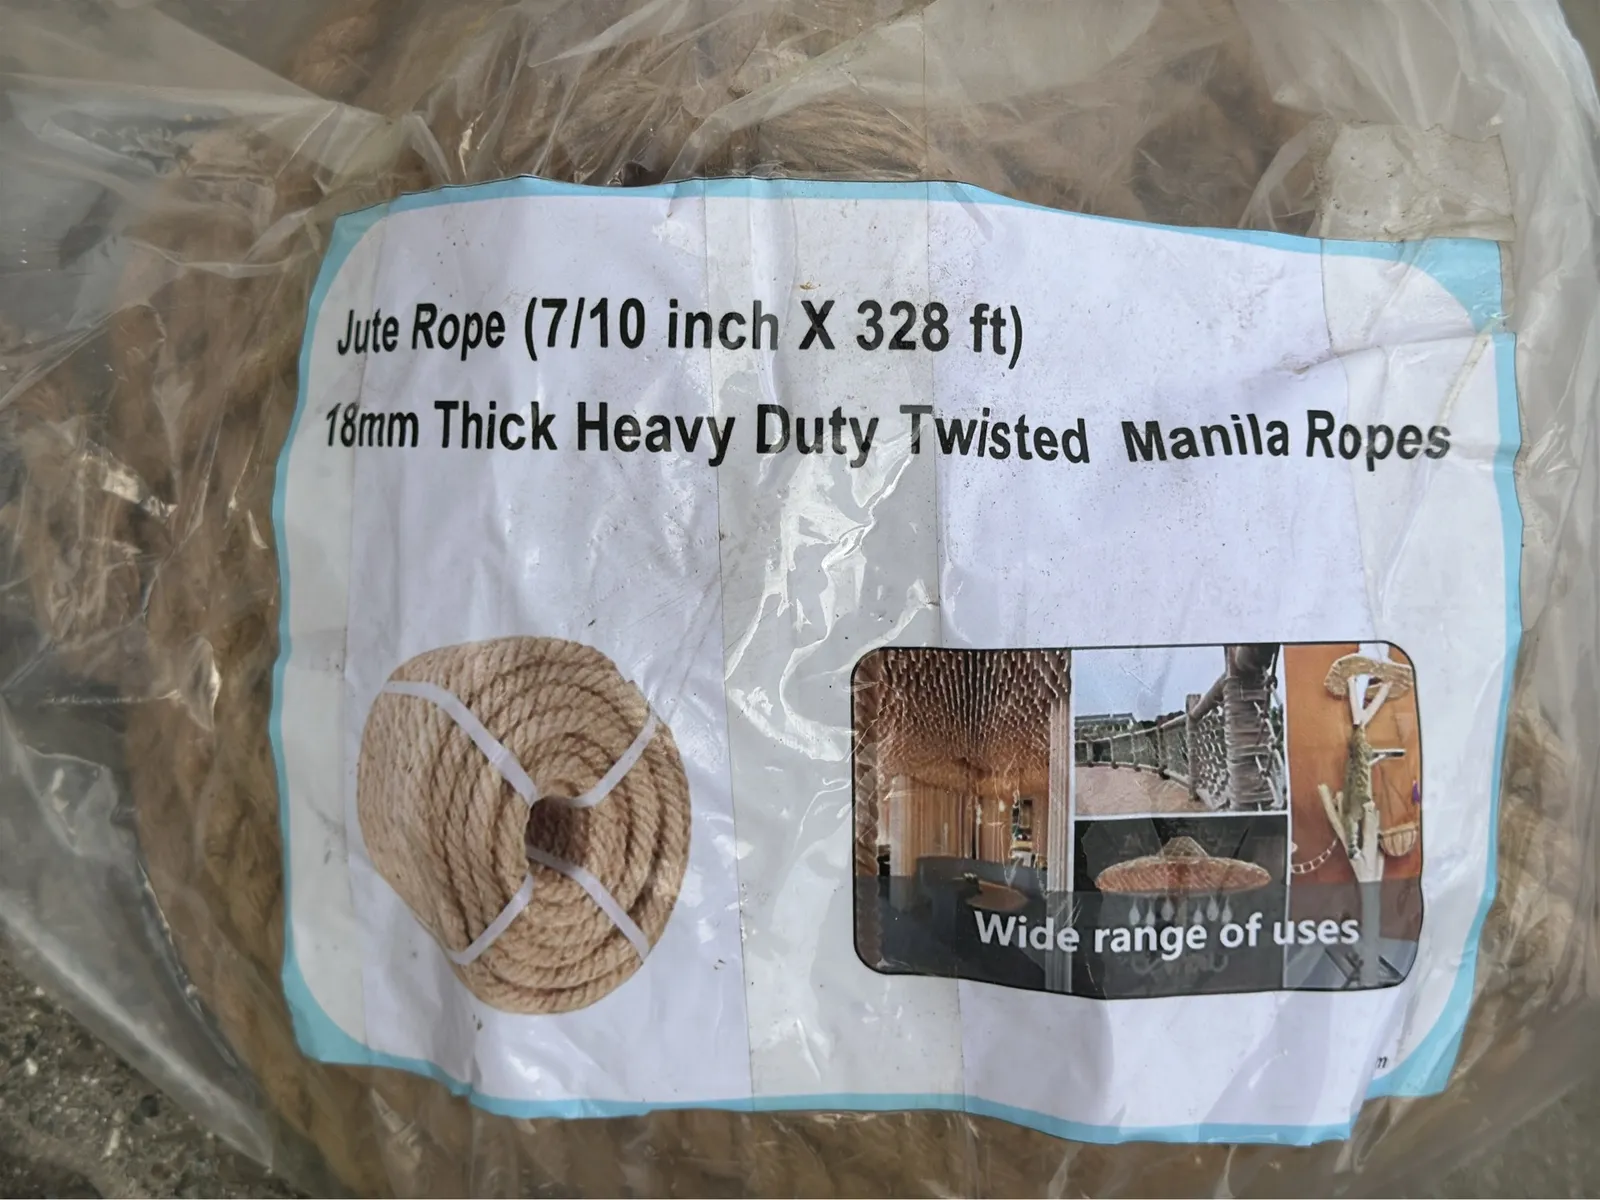 Jute Rope (7/10 inch X 328 ft)
18mm Thick Heavy Duty Twisted Manila Ropes
Wide range of uses